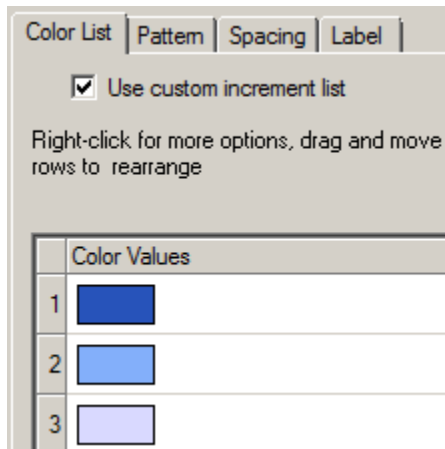 Color List Pattern Spacing Label
Use custom increment list
Right-click for more options, drag and move
rows to rearrange
Color Values
1
2
3